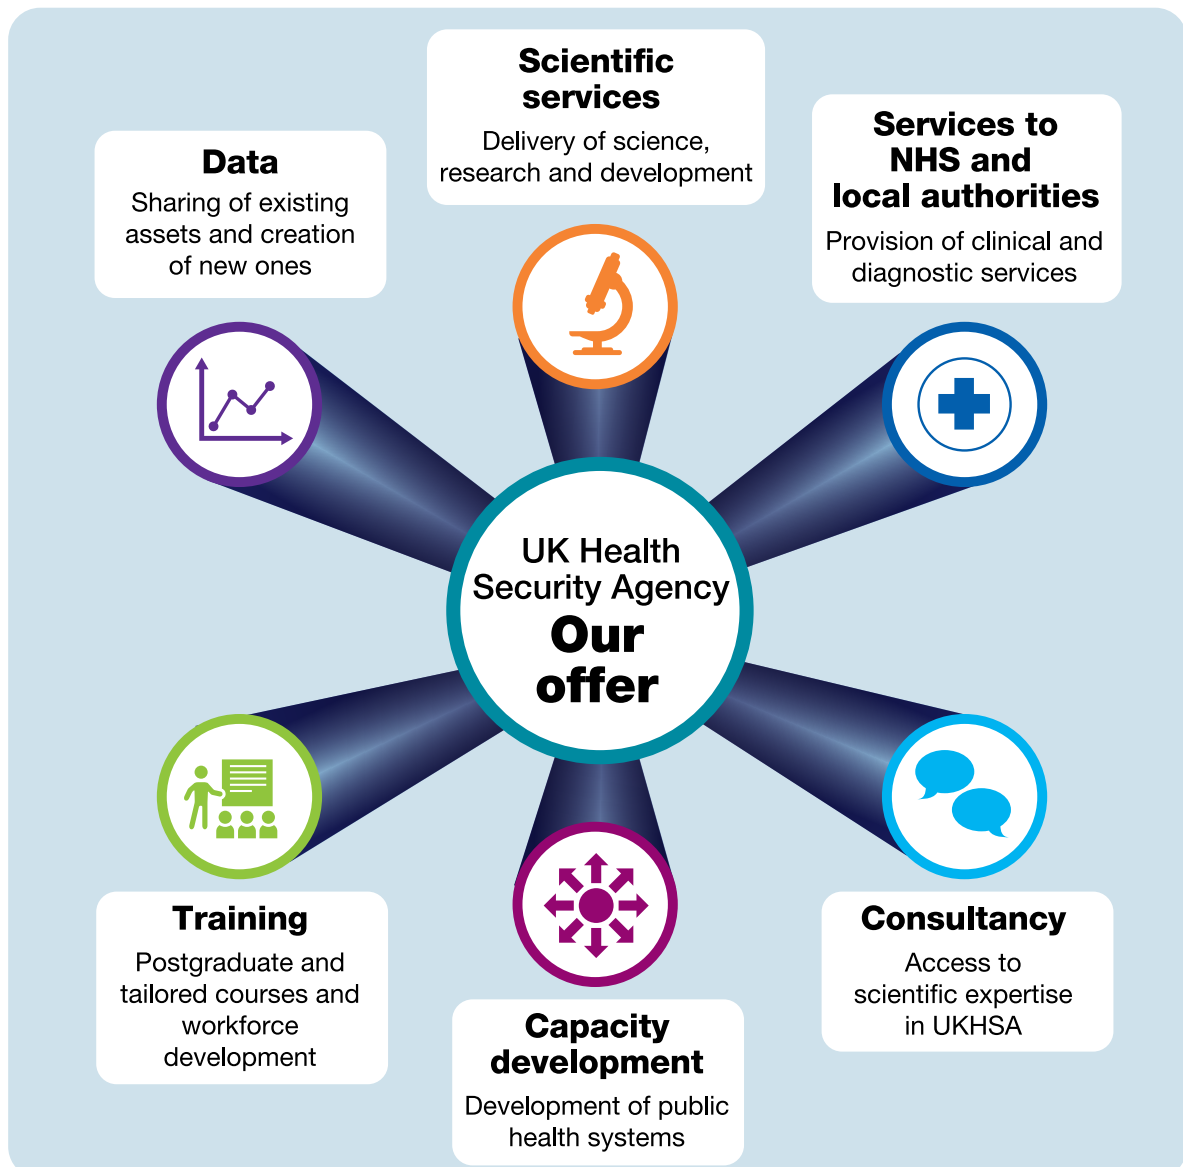 Scientific
services
Delivery of science,
research and development
Services to
NHS and
local authorities
Provision of clinical and
diagnostic services
Data
Sharing of existing
assets and creation
of new ones
UK Health
Security Agency
Our
offer
Training
Postgraduate and
tailored courses and
workforce
development
Capacity
development
Development of public
health systems
Consultancy
Access to
scientific expertise
in UKHSA